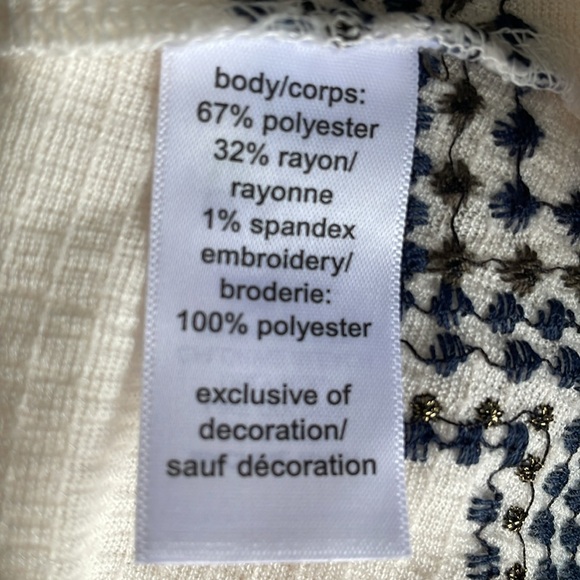 body/corps:
67% polyester
32% rayon/
rayonne
1% spandex
embroidery/
broderie:
100% polyester
exclusive of
decoration/
sauf décoration